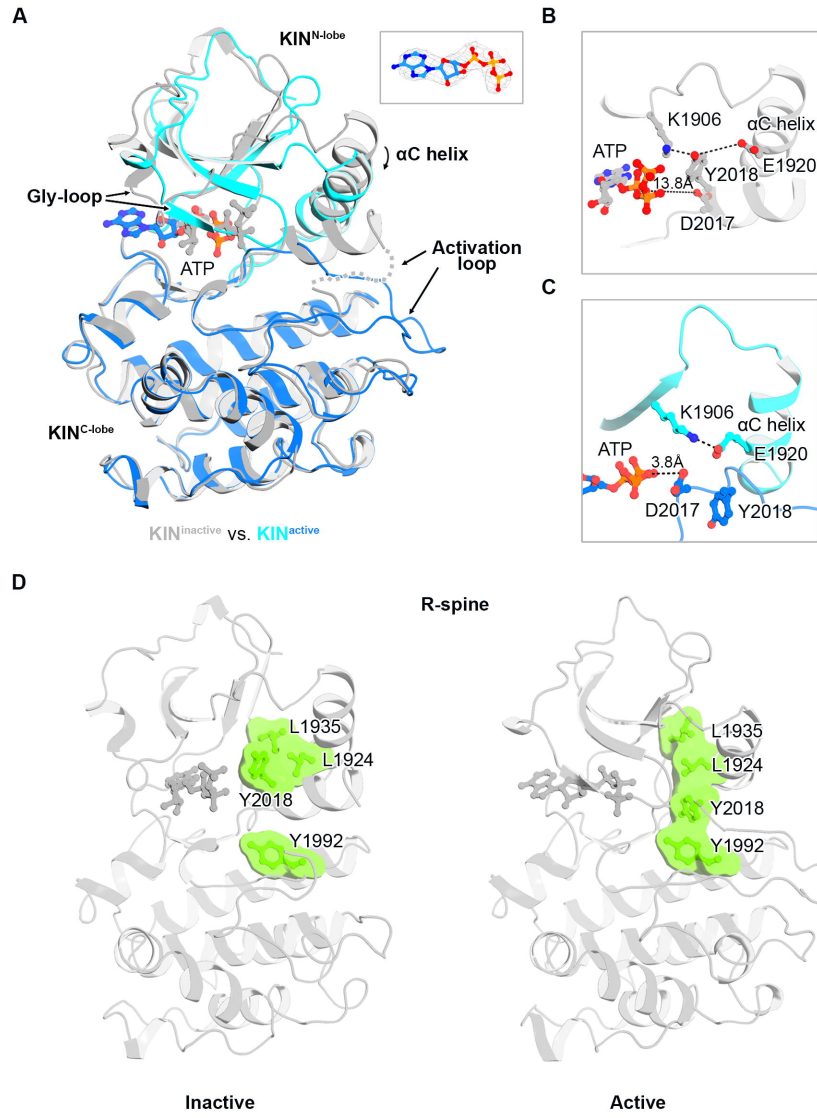 A
KIN N-lobe
αC helix
Gly-loop
ATP
Activation
loop
KIN C-lobe
KIN inactive vs. KIN active
B
K1906
αC helix
ATP
E1920
Y2018
13.8Å
D2017
C
K1906
αC helix
ATP
E1920
3.8Å
D2017
Y2018
D
R-spine
L1935
L1924
Y2018
Y1992
L1935
L1924
Y2018
Y1992
Inactive
Active